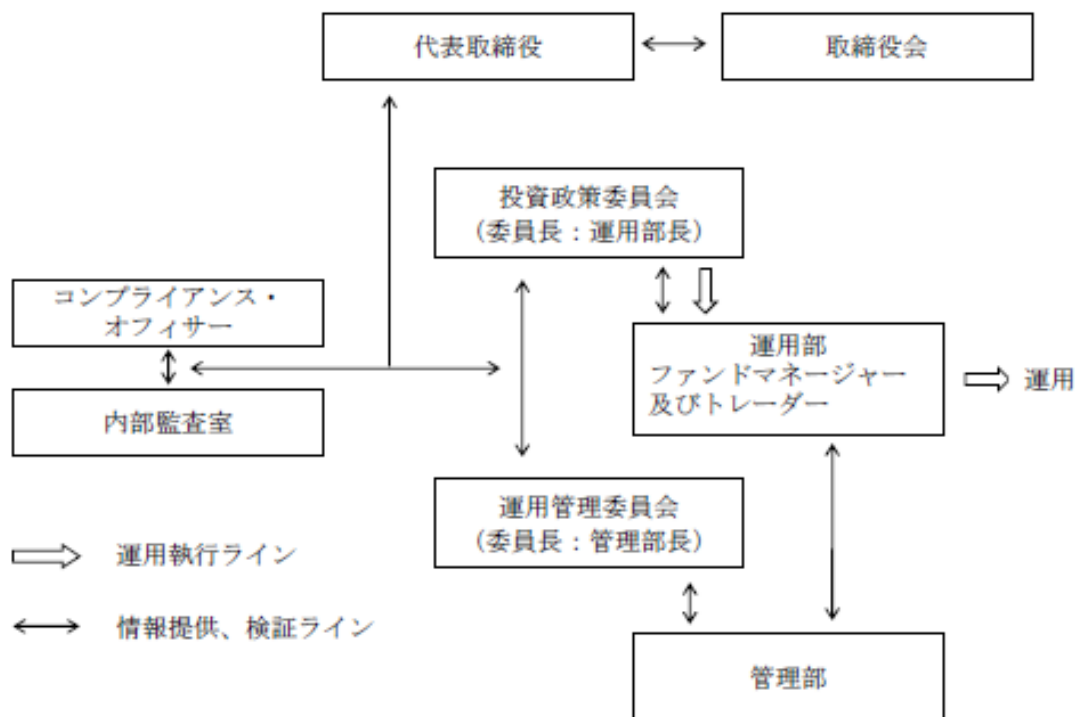 代表取締役
取締役会
投資政策委員会
(委員長：運用部長)
コンプライアンス・
オフィサー
内部監査室
運用部
ファンドマネージャー
及びトレーダー
運用
運用管理委員会
(委員長：管理部長)
運用執行ライン
情報提供、検証ライン
管理部